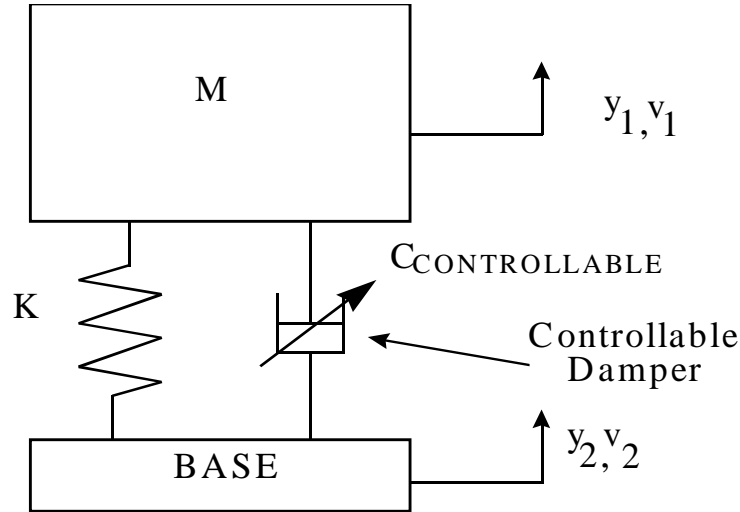 M
y1,v1
CCONTROLLABLE
K
Controllable
Damper
BASE
y2,v2